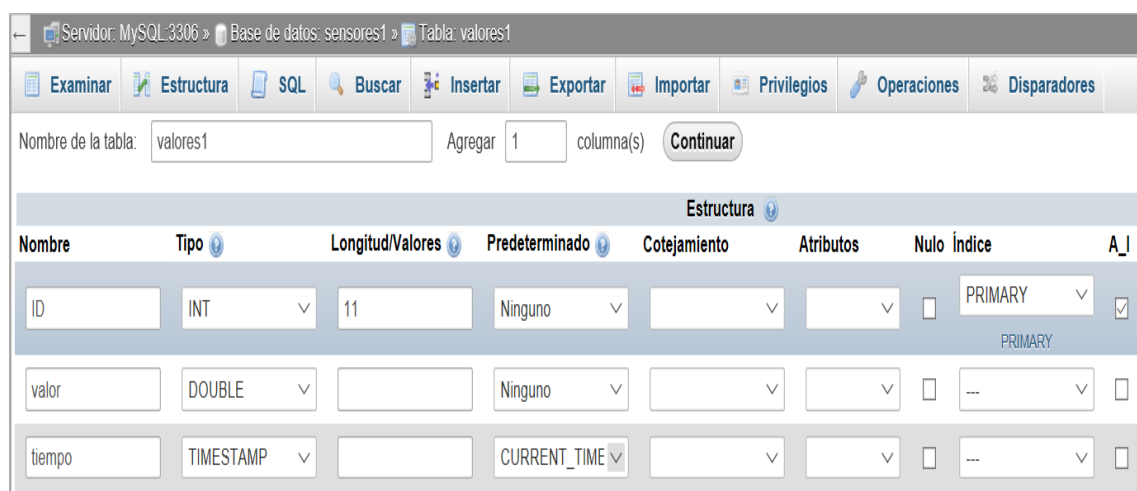 ← Servidor: MySQL:3306 » Base de datos: sensores1 » Tabla: valores1
Examinar Estructura SQL Buscar Insertar Exportar Importar Privilegios Operaciones Disparadores
Nombre de la tabla: valores1 Agregar 1 columna(s) Continuar
Estructura
Nombre Tipo Longitud/Valores Predeterminado Cotejamiento Atributos Nulo Índice A_I
ID INT 11 Ninguno PRIMARY
PRIMARY
valor DOUBLE Ninguno ---
tiempo TIMESTAMP CURRENT_TIME ---